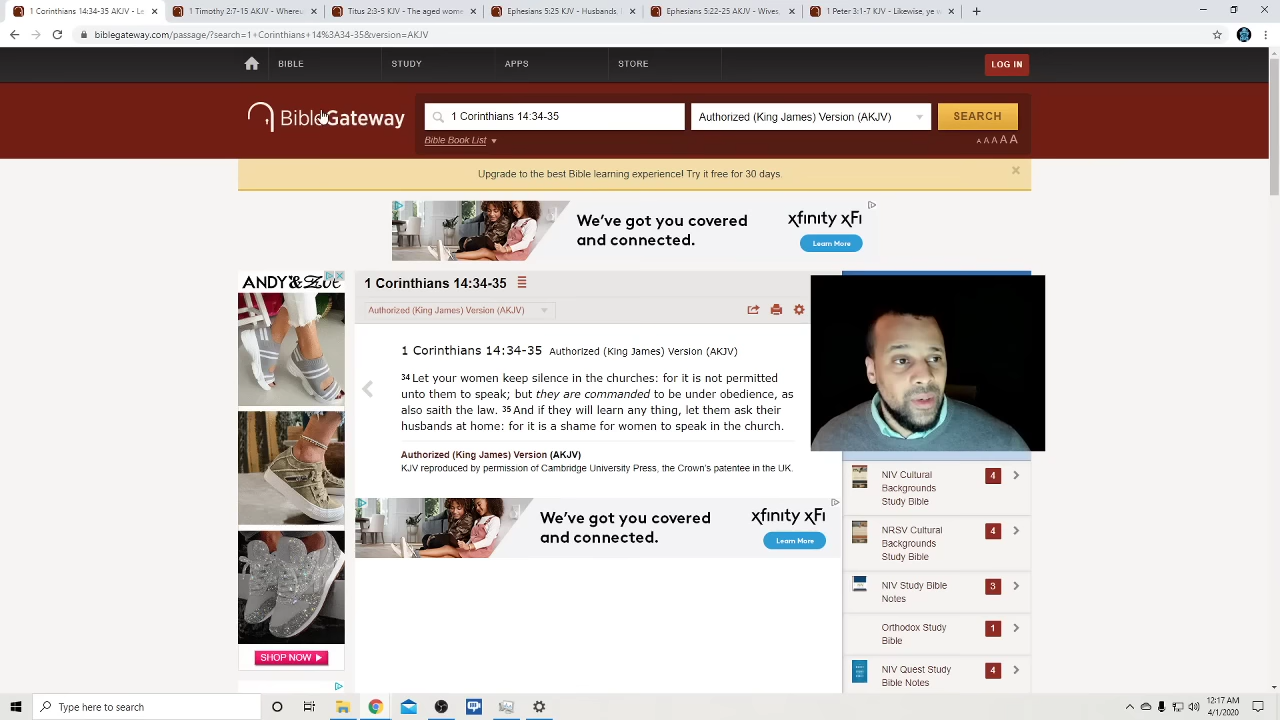 1 Corinthians 14:34-35 KJV - Le
1 Timothy 2:7-15 KJV - Whereu
Titus 2:3-5 KJV - The aged wom
Ephesians 5:25 KJV - Husbands, l
Ephesians 5:22-25 AKJV - Wives,
1 Peter 3:1-7 KJV - Likewise, ye
biblegateway.com/passage/?search=1+Corinthians+14%3A34-35&version=AKJV
BIBLE STUDY APPS STORE LOG IN
BibleGateway
1 Corinthians 14:34-35
Authorized (King James) Version (AKJV)
SEARCH
Bible Book List
A A A A A
Upgrade to the best Bible learning experience! Try it free for 30 days.
We've got you covered
and connected.
xfinity xFi
Learn More
ANDY & Zoe
SHOP NOW
1 Corinthians 14:34-35
Authorized (King James) Version (AKJV)
1 Corinthians 14:34-35 Authorized (King James) Version (AKJV)
34 Let your women keep silence in the churches: for it is not permitted
unto them to speak; but they are commanded to be under obedience, as
also saith the law. 35 And if they will learn any thing, let them ask their
husbands at home: for it is a shame for women to speak in the church.
Authorized (King James) Version (AKJV)
KJV reproduced by permission of Cambridge University Press, the Crown's patentee in the UK.
We've got you covered
and connected.
xfinity xFi
Learn More
NIV Cultural
Backgrounds
Study Bible
4
NRSV Cultural
Backgrounds
Study Bible
4
NIV Study Bible
Notes
3
Orthodox Study
Bible
1
NIV Quest Study
Bible Notes
4
Type here to search
12:17 AM
4/1/2020